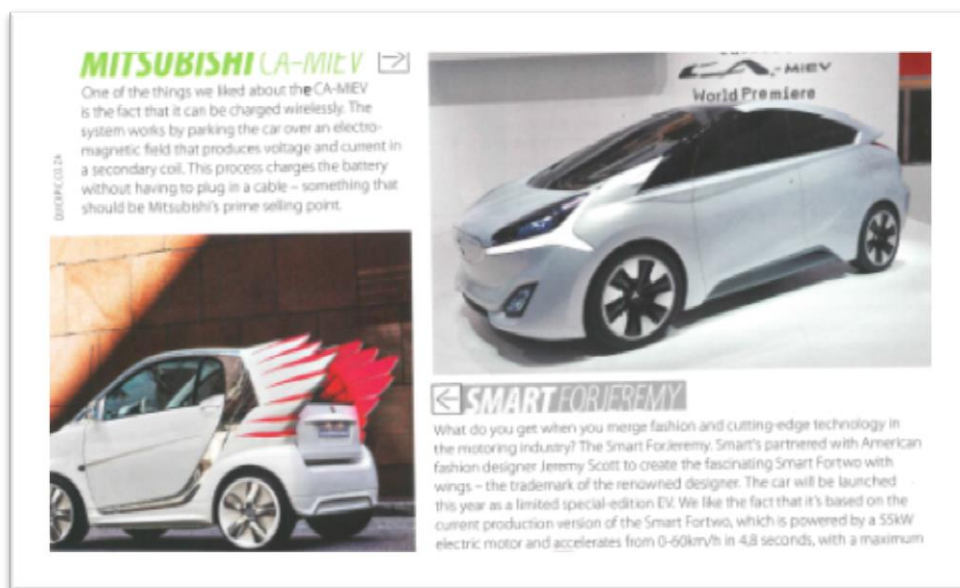 MITSUBISHI CA-MIEV
One of the things we liked about the CA-MIEV
is the fact that it can be charged wirelessly. The
system works by parking the car over an electro-
magnetic field that produces voltage and current in
a secondary coil. This process charges the battery
without having to plug in a cable – something that
should be Mitsubishi's prime selling point.
QUICKPIC.CO.ZA
CA-MiEV
World Premiere
SMART FORJEREMY
What do you get when you merge fashion and cutting-edge technology in
the motoring industry? The Smart ForJeremy. Smart's partnered with American
fashion designer Jeremy Scott to create the fascinating Smart Fortwo with
wings – the trademark of the renowned designer. The car will be launched
this year as a limited special-edition EV. We like the fact that it's based on the
current production version of the Smart Fortwo, which is powered by a 55kW
electric motor and accelerates from 0-60km/h in 4,8 seconds, with a maximum